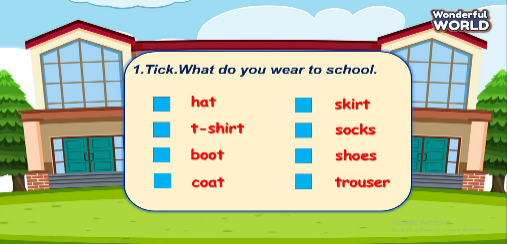 Wonderful
WORLD
1.Tick.What do you wear to school.
hat
t-shirt
boot
coat
skirt
socks
shoes
trouser